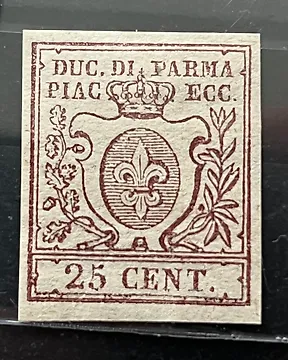 DUC. DI PARMA
PIAC ECC.
25 CENT.